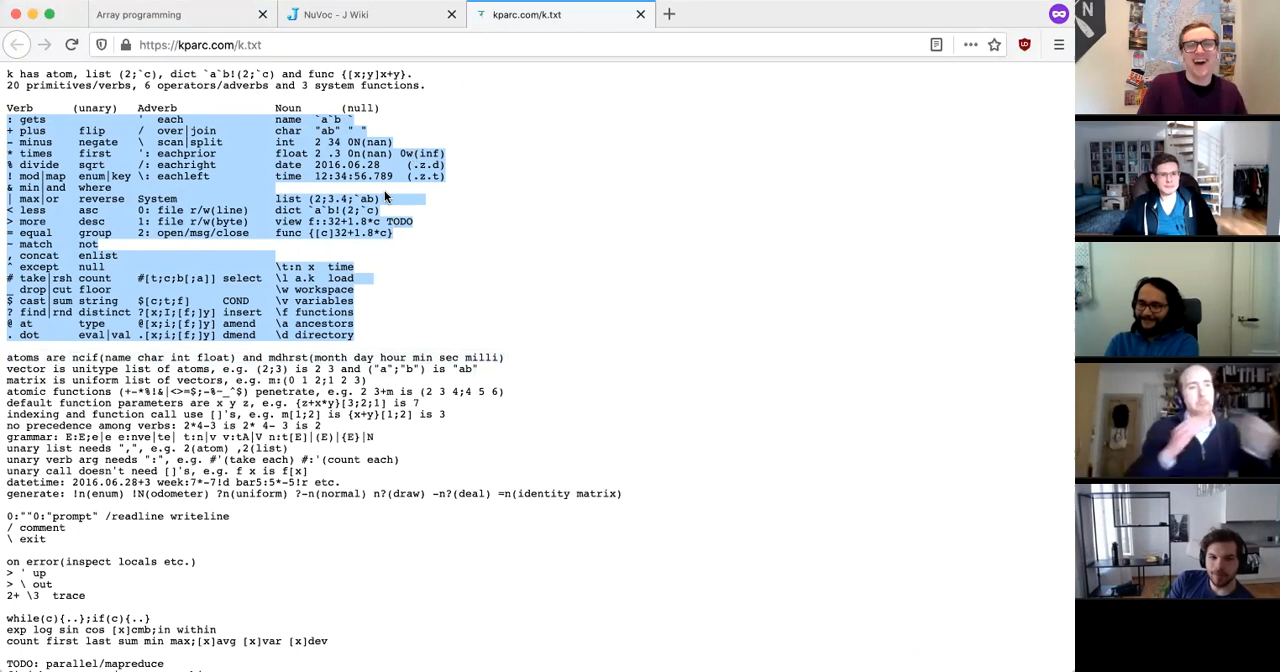 Array programming
NuVoc - J Wiki
kparc.com/k.txt
https://kparc.com/k.txt
k has atom, list (2;`c), dict `a`b!(2;`c) and func {[x;y]x+y}.
20 primitives/verbs, 6 operators/adverbs and 3 system functions.
Verb (unary) Adverb Noun (null)
: gets ' each name `a`b `
+ plus flip / over|join char "ab" " "
- minus negate \ scan|split int 2 34 0N(nan)
* times first ': eachprior float 2 .3 0n(nan) 0w(inf)
% divide sqrt /: eachright date 2016.06.28 (.z.d)
! mod|map enum|key \: eachleft time 12:34:56.789 (.z.t)
& min|and where
| max|or reverse System list (2;3.4;`ab)
< less asc 0: file r/w(line) dict `a`b!(2;`c)
> more desc 1: file r/w(byte) view f::32+1.8*c TODO
= equal group 2: open/msg/close func {[c]32+1.8*c}
~ match not
, concat enlist
^ except null \t:n x time
# take|rsh count #[t;c;b[;a]] select \l a.k load
_ drop|cut floor \w workspace
$ cast|sum string $[c;t;f] COND \v variables
? find|rnd distinct ?[x;I;[f;]y] insert \f functions
@ at type @[x;i;[f;]y] amend \a ancestors
. dot eval|val .[x;i;[f;]y] dmend \d directory
atoms are ncif(name char int float) and mdhrst(month day hour min sec milli)
vector is unitype list of atoms, e.g. (2;3) is 2 3 and ("a";"b") is "ab"
matrix is uniform list of vectors, e.g. m:(0 1 2;1 2 3)
atomic functions (+-*%!&|<>=$;-%-_^$) penetrate, e.g. 2 3+m is (2 3 4;4 5 6)
default function parameters are x y z, e.g. {z+x*y}[3;2;1] is 7
indexing and function call use []'s, e.g. m[1;2] is {x+y}[1;2] is 3
no precedence among verbs: 2*4-3 is 2* 4- 3 is 2
grammar: E:E;e|e e:nve|te| t:n|v v:tA|V n:t[E]|(E)|{E}|N
unary list needs ",", e.g. 2(atom) ,2(list)
unary verb arg needs ":", e.g. #'(take each) #:'(count each)
unary call doesn't need []'s, e.g. f x is f[x]
datetime: 2016.06.28+3 week:7*-7!d bar5:5*-5!r etc.
generate: !n(enum) !N(odometer) ?n(uniform) ?-n(normal) n?(draw) -n?(deal) =n(identity matrix)
0:""0:"prompt" /readline writeline
/ comment
\ exit
on error(inspect locals etc.)
> ' up
> \ out
2+ \3 trace
while(c){..};if(c){..}
exp log sin cos [x]cmb;in within
count first last sum min max;[x]avg [x]var [x]dev
TODO: parallel/mapreduce